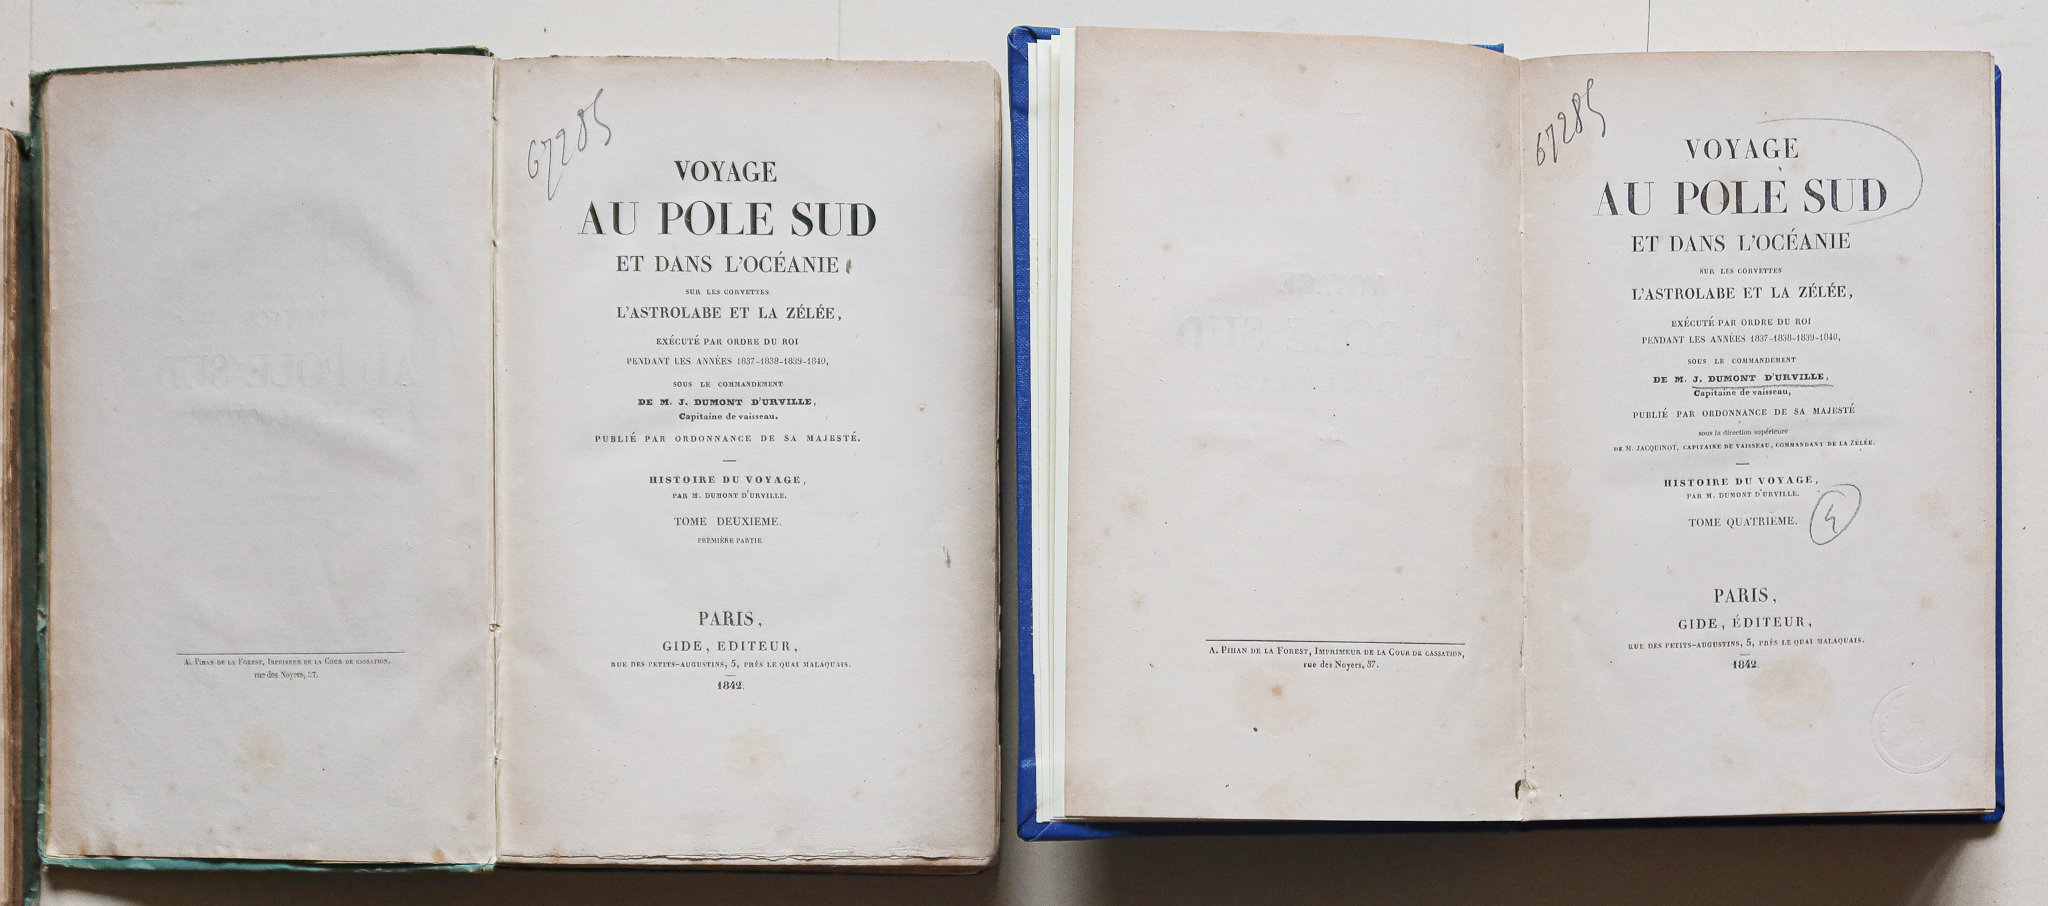 A. PIHAN DE LA FOREST, IMPRIMEUR DE LA COUR DE CASSATION,
rue des Noyers, 37.
67285
VOYAGE
AU POLE SUD
ET DANS L'OCÉANIE
SUR LES CORVETTES
L'ASTROLABE ET LA ZÉLÉE,
EXÉCUTÉ PAR ORDRE DU ROI
PENDANT LES ANNÉES 1837-1838-1839-1840,
SOUS LE COMMANDEMENT
DE M. J. DUMONT D'URVILLE,
Capitaine de vaisseau.
PUBLIÉ PAR ORDONNANCE DE SA MAJESTÉ.
HISTOIRE DU VOYAGE,
PAR M. DUMONT D'URVILLE.
TOME DEUXIEME.
PREMIÈRE PARTIE.
PARIS,
GIDE, EDITEUR,
RUE DES PETITS-AUGUSTINS, 5, PRÈS LE QUAI MALAQUAIS.
1842.
A. PIHAN DE LA FOREST, IMPRIMEUR DE LA COUR DE CASSATION,
rue des Noyers, 37.
67285
VOYAGE
AU POLE SUD
ET DANS L'OCÉANIE
SUR LES CORVETTES
L'ASTROLABE ET LA ZÉLÉE,
EXÉCUTÉ PAR ORDRE DU ROI
PENDANT LES ANNÉES 1837-1838-1839-1840,
SOUS LE COMMANDEMENT
DE M. J. DUMONT D'URVILLE,
Capitaine de vaisseau,
PUBLIÉ PAR ORDONNANCE DE SA MAJESTÉ
sous la direction supérieure
DE M. JACQUINOT, CAPITAINE DE VAISSEAU, COMMANDANT DE LA ZÉLÉE.
HISTOIRE DU VOYAGE,
PAR M. DUMONT D'URVILLE.
TOME QUATRIÈME. 4
PARIS,
GIDE, ÉDITEUR,
RUE DES PETITS-AUGUSTINS, 5, PRÈS LE QUAI MALAQUAIS.
1842.